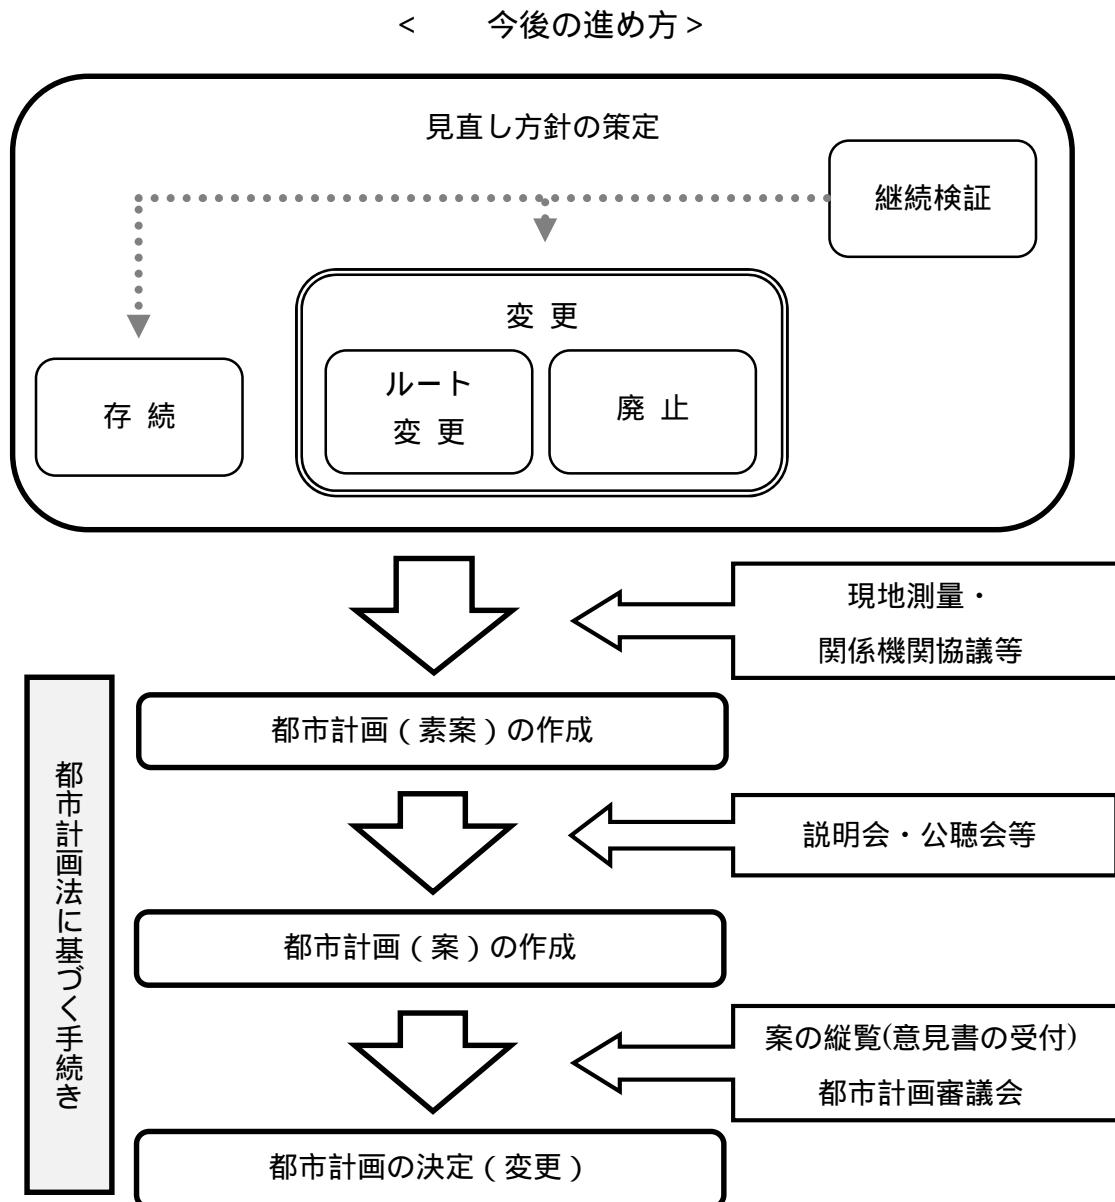 < 今後の進め方 >
見直し方針の策定
継続検証
変 更
存 続
ルート
変 更
廃 止
現地測量・
関係機関協議等
都市計画法に基づく手続き
都市計画（素案）の作成
説明会・公聴会等
都市計画（案）の作成
案の縦覧(意見書の受付)
都市計画審議会
都市計画の決定（変更）